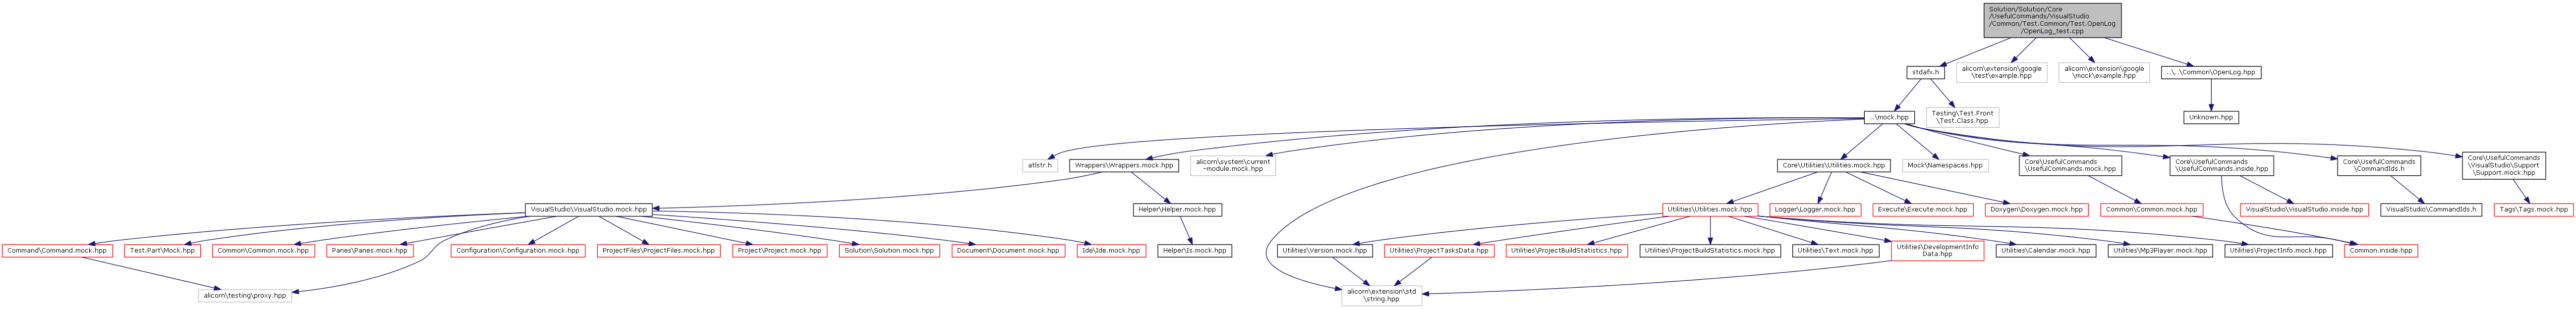 Solution/Solution/Core
/UsefulCommands/VisualStudio
/Common/Test.Common/Test.OpenLog
/OpenLog_test.cpp
stdafx.h
alicorn\extension\google
\test\example.hpp
alicorn\extension\google
\mock\example.hpp
..\..\Common\OpenLog.hpp
..\mock.hpp
Testing\Test.Front
\Test.Class.hpp
Unknown.hpp
atlstr.h
Wrappers\Wrappers.mock.hpp
alicorn\system\current
-module.mock.hpp
Core\Utilities\Utilities.mock.hpp
Mock\Namespaces.hpp
Core\UsefulCommands
\UsefulCommands.mock.hpp
Core\UsefulCommands
\UsefulCommands.inside.hpp
Core\UsefulCommands
\CommandIds.h
Core\UsefulCommands
\VisualStudio\Support
\Support.mock.hpp
VisualStudio\VisualStudio.mock.hpp
Helper\Helper.mock.hpp
Utilities\Utilities.mock.hpp
Logger\Logger.mock.hpp
Execute\Execute.mock.hpp
Doxygen\Doxygen.mock.hpp
Common\Common.mock.hpp
VisualStudio\VisualStudio.inside.hpp
VisualStudio\CommandIds.h
Tags\Tags.mock.hpp
Command\Command.mock.hpp
Test.Part\Mock.hpp
Common\Common.mock.hpp
Panes\Panes.mock.hpp
Configuration\Configuration.mock.hpp
ProjectFiles\ProjectFiles.mock.hpp
Project\Project.mock.hpp
Solution\Solution.mock.hpp
Document\Document.mock.hpp
Ide\Ide.mock.hpp
Helper\Is.mock.hpp
Utilities\Version.mock.hpp
Utilities\ProjectTasksData.hpp
Utilities\ProjectBuildStatistics.hpp
Utilities\ProjectBuildStatistics.mock.hpp
Utilities\Text.mock.hpp
Utilities\DevelopmentInfo
Data.hpp
Utilities\Calendar.mock.hpp
Utilities\Mp3Player.mock.hpp
Utilities\ProjectInfo.mock.hpp
Common.inside.hpp
alicorn\testing\proxy.hpp
alicorn\extension\std
\string.hpp